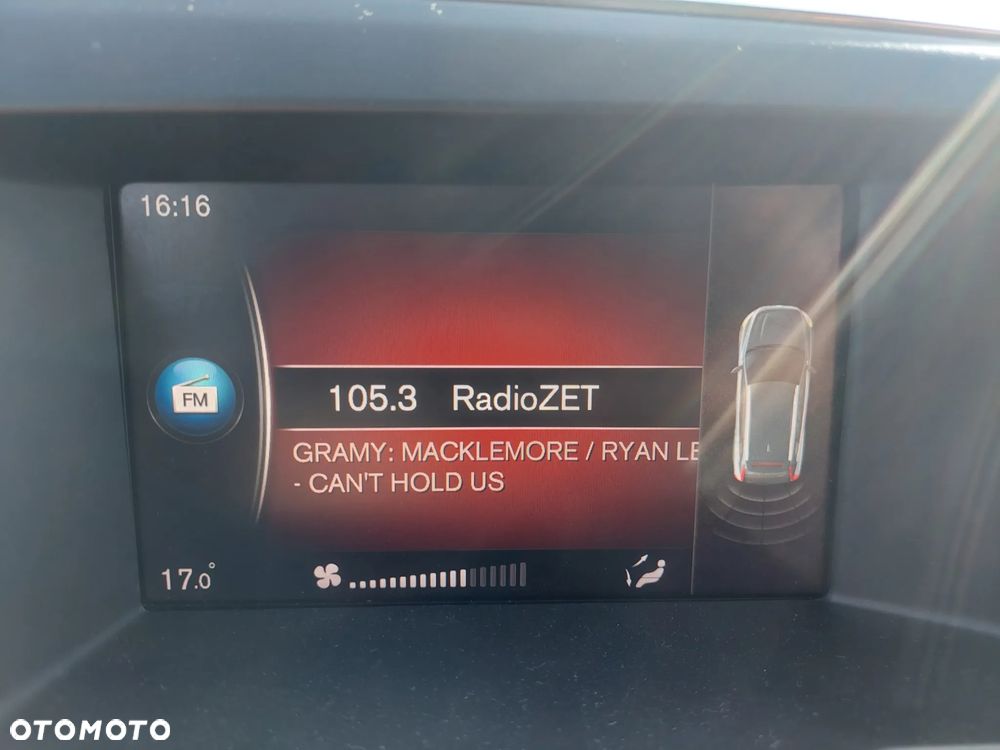 16:16
FM
105.3 RadioZET
GRAMY: MACKLEMORE / RYAN LE
- CAN'T HOLD US
17.0°
OTOMOTO